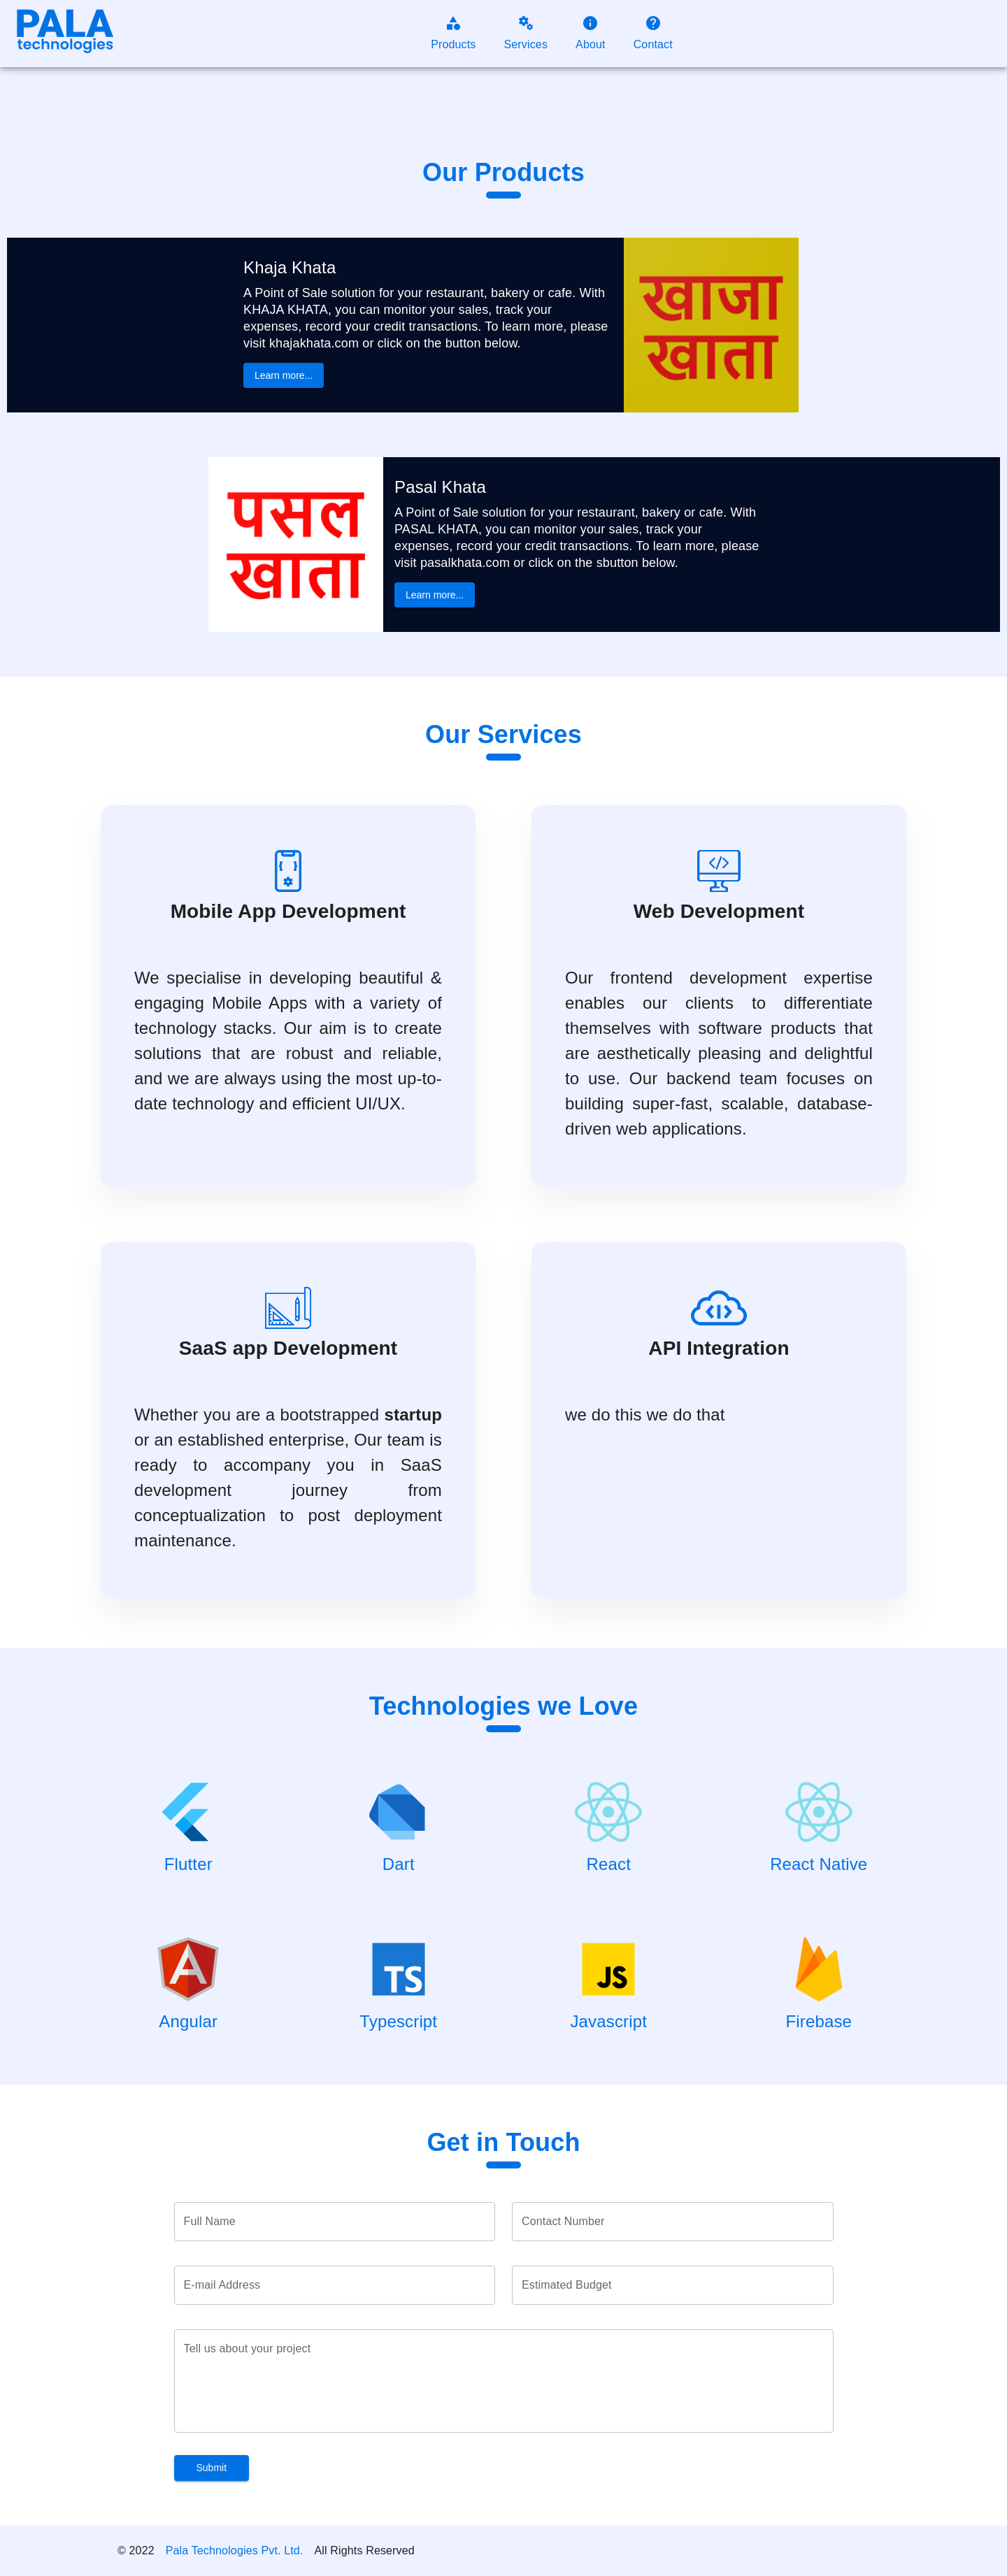 PALA
technologies
Products
Services
About
Contact
Our Products
Khaja Khata
A Point of Sale solution for your restaurant, bakery or cafe. With
KHAJA KHATA, you can monitor your sales, track your
expenses, record your credit transactions. To learn more, please
visit khajakhata.com or click on the button below.
Learn more...
खाजा
खाता
पसल
खाता
Pasal Khata
A Point of Sale solution for your restaurant, bakery or cafe. With
PASAL KHATA, you can monitor your sales, track your
expenses, record your credit transactions. To learn more, please
visit pasalkhata.com or click on the sbutton below.
Learn more...
Our Services
Mobile App Development
We specialise in developing beautiful &
engaging Mobile Apps with a variety of
technology stacks. Our aim is to create
solutions that are robust and reliable,
and we are always using the most up-to-
date technology and efficient UI/UX.
Web Development
Our frontend development expertise
enables our clients to differentiate
themselves with software products that
are aesthetically pleasing and delightful
to use. Our backend team focuses on
building super-fast, scalable, database-
driven web applications.
SaaS app Development
Whether you are a bootstrapped startup
or an established enterprise, Our team is
ready to accompany you in SaaS
development journey from
conceptualization to post deployment
maintenance.
API Integration
we do this we do that
Technologies we Love
Flutter
Dart
React
React Native
Angular
TS
Typescript
JS
Javascript
Firebase
Get in Touch
Full Name
Contact Number
E-mail Address
Estimated Budget
Tell us about your project
Submit
© 2022 Pala Technologies Pvt. Ltd. All Rights Reserved